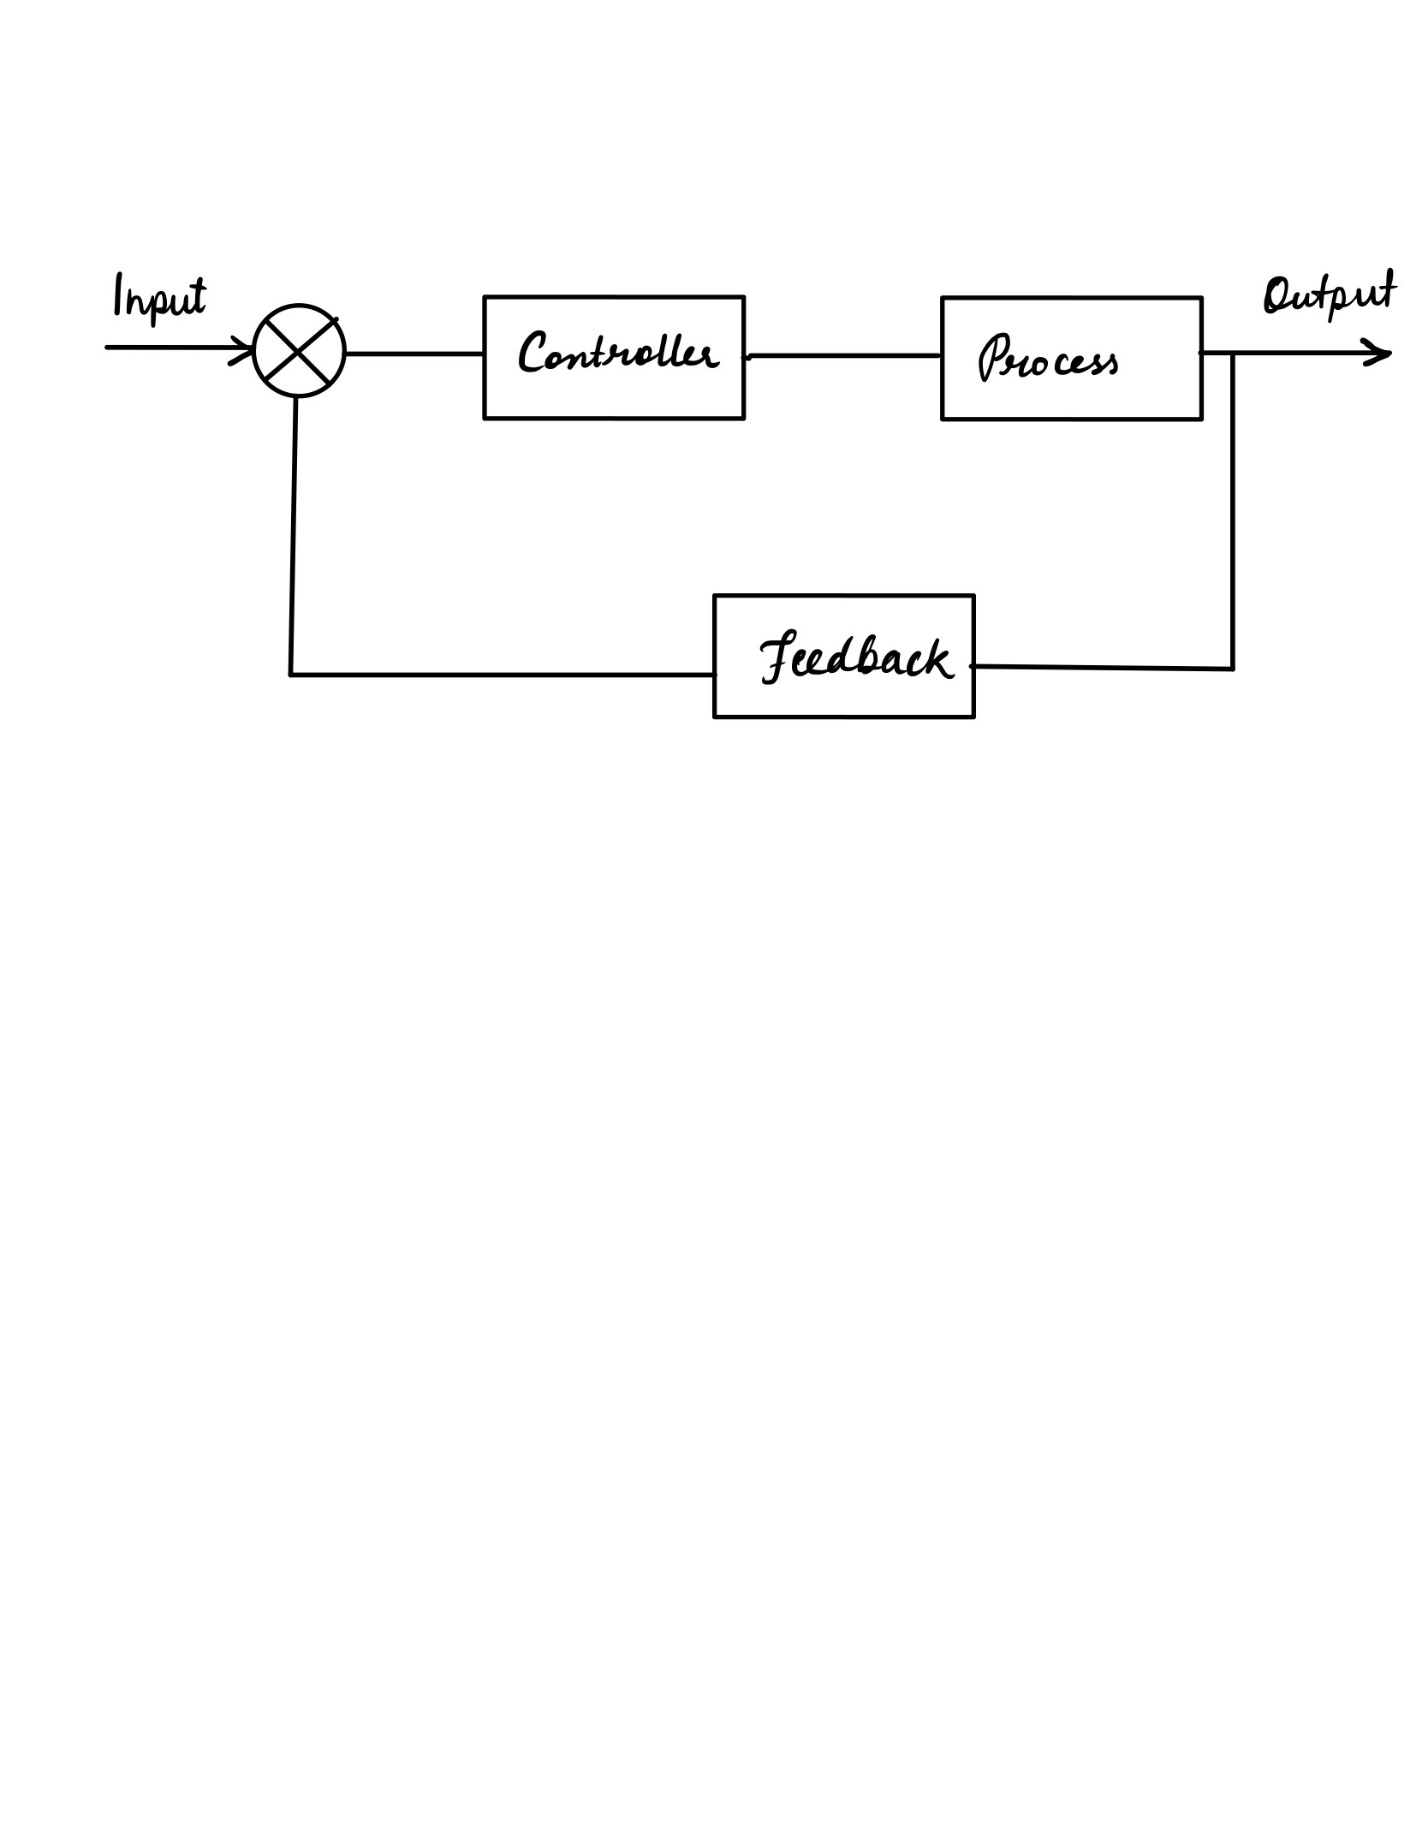 Input
Output
Controller
Process
Feedback